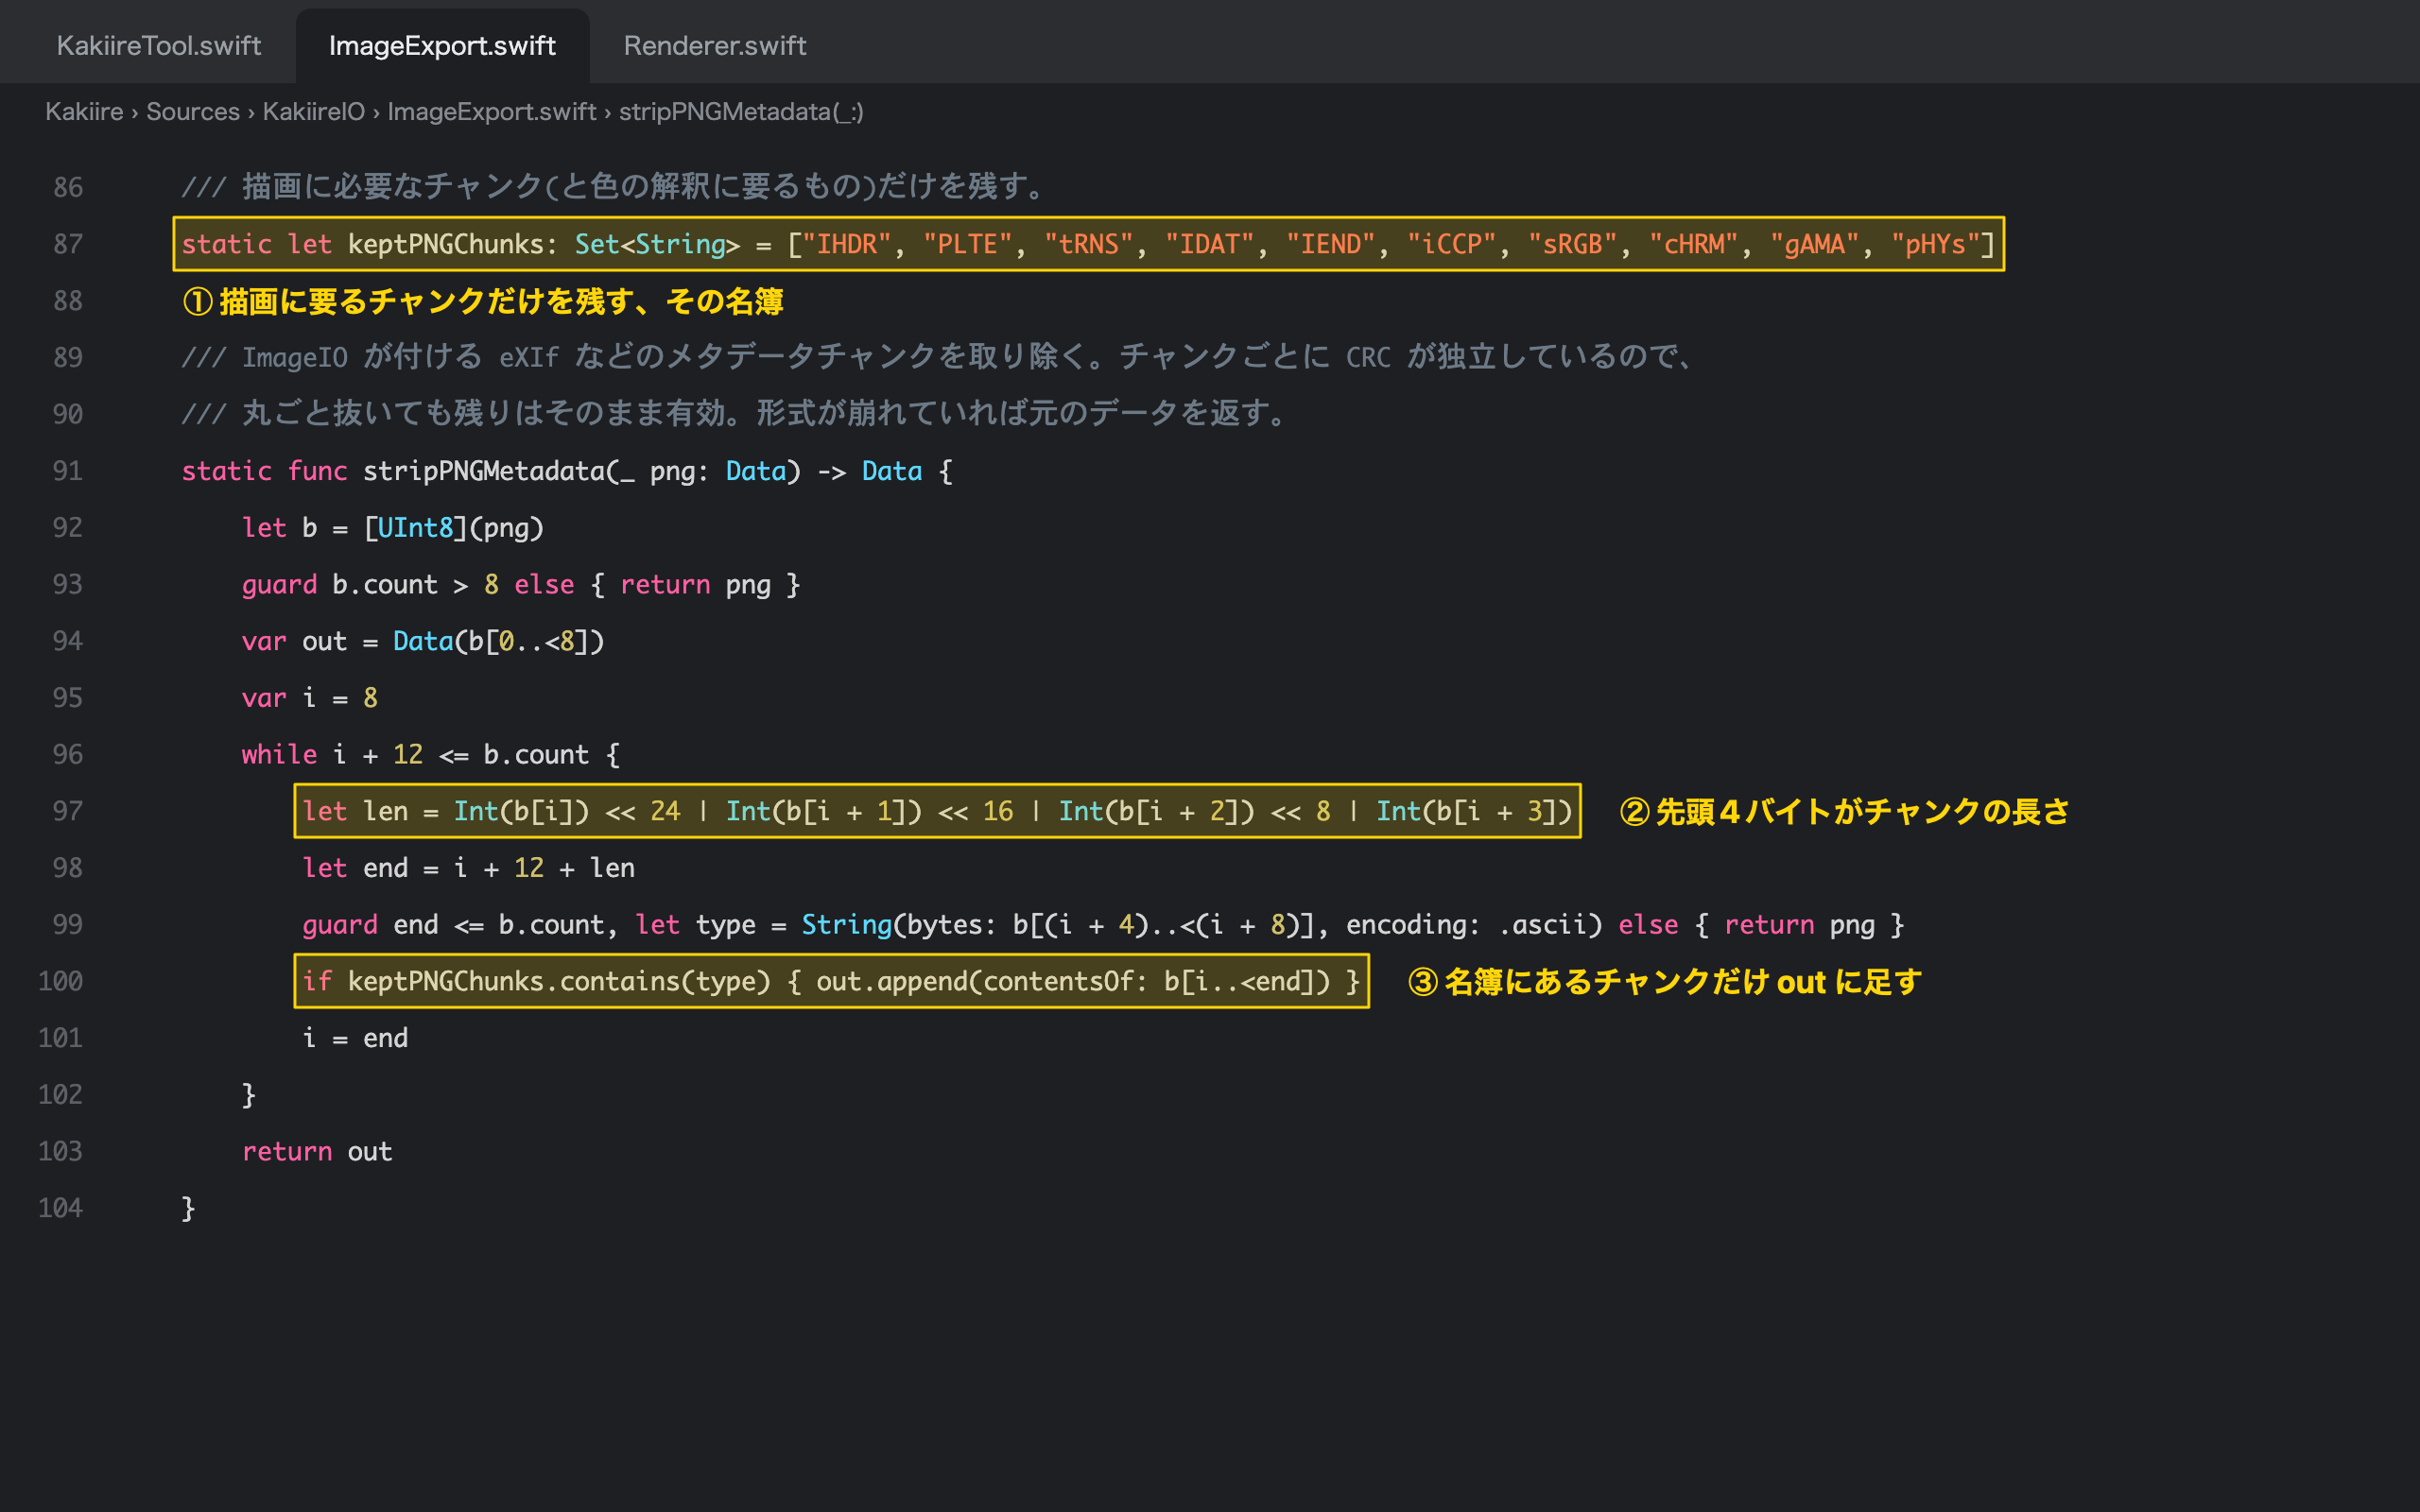 KakiireTool.swift ImageExport.swift Renderer.swift
Kakiire › Sources › KakiireIO › ImageExport.swift › stripPNGMetadata(_:)
86 /// 描画に必要なチャンク(と色の解釈に要るもの)だけを残す。
87 static let keptPNGChunks: Set<String> = ["IHDR", "PLTE", "tRNS", "IDAT", "IEND", "iCCP", "sRGB", "cHRM", "gAMA", "pHYs"]
88 ① 描画に要るチャンクだけを残す、その名簿
89 /// ImageIO が付ける eXIf などのメタデータチャンクを取り除く。チャンクごとに CRC が独立しているので、
90 /// 丸ごと抜いても残りはそのまま有効。形式が崩れていれば元のデータを返す。
91 static func stripPNGMetadata(_ png: Data) -> Data {
92 let b = [UInt8](png)
93 guard b.count > 8 else { return png }
94 var out = Data(b[0..<8])
95 var i = 8
96 while i + 12 <= b.count {
97 let len = Int(b[i]) << 24 | Int(b[i + 1]) << 16 | Int(b[i + 2]) << 8 | Int(b[i + 3]) ② 先頭４バイトがチャンクの長さ
98 let end = i + 12 + len
99 guard end <= b.count, let type = String(bytes: b[(i + 4)..<(i + 8)], encoding: .ascii) else { return png }
100 if keptPNGChunks.contains(type) { out.append(contentsOf: b[i..<end]) } ③ 名簿にあるチャンクだけ out に足す
101 i = end
102 }
103 return out
104 }